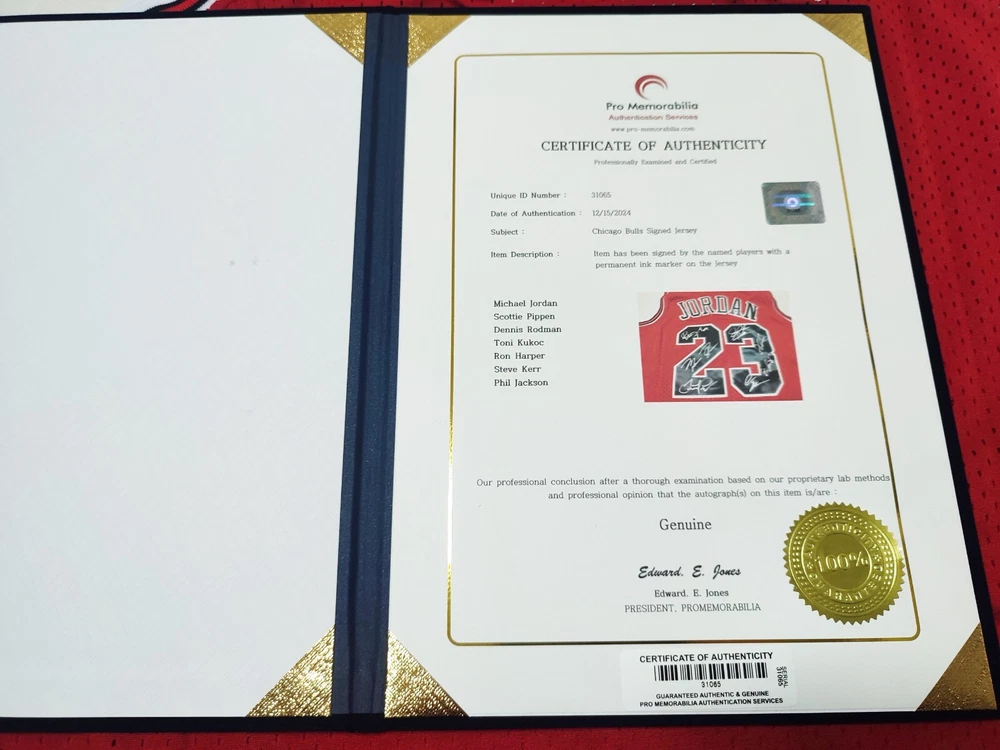 Pro Memorabilia
Authentication Services
www.pro-memorabilia.com
CERTIFICATE OF AUTHENTICITY
Professionally Examined and Certified
Unique ID Number : 31065
Date of Authentication : 12/15/2024
Subject : Chicago Bulls Signed Jersey
Item Description : Item has been signed by the named players with a
permanent ink marker on the Jersey
Michael Jordan
Scottie Pippen
Dennis Rodman
Toni Kukoc
Ron Harper
Steve Kerr
Phil Jackson
JORDAN
23
Our professional conclusion after a thorough examination based on our proprietary lab methods
and professional opinion that the autograph(s) on this item is/are :
Genuine
Edward. E. Jones
Edward. E. Jones
PRESIDENT, PROMEMORABILIA
AUTHENTICITY
100%
GUARANTEED
CERTIFICATE OF AUTHENTICITY
31065
SERIAL
31065
GUARANTEED AUTHENTIC & GENUINE
PRO MEMORABILIA AUTHENTICATION SERVICES